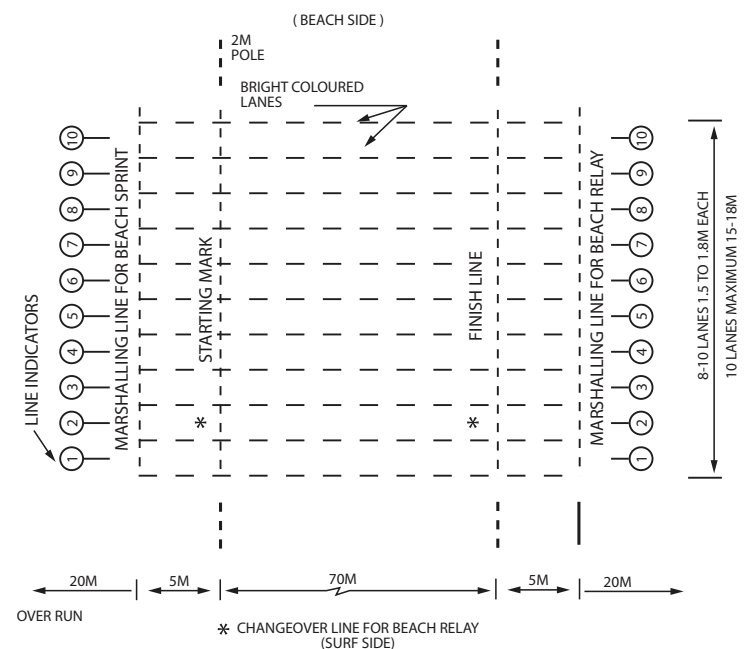 ( BEACH SIDE )
2M
POLE
BRIGHT COLOURED
LANES
LINE INDICATORS
10
9
8
7
6
5
4
3
2
1
MARSHALLING LINE FOR BEACH SPRINT
STARTING MARK
*
FINISH LINE
*
MARSHALLING LINE FOR BEACH RELAY
10
9
8
7
6
5
4
3
2
1
8-10 LANES 1.5 TO 1.8M EACH
10 LANES MAXIMUM 15-18M
20M
5M
70M
5M
20M
OVER RUN
* CHANGEOVER LINE FOR BEACH RELAY
(SURF SIDE)